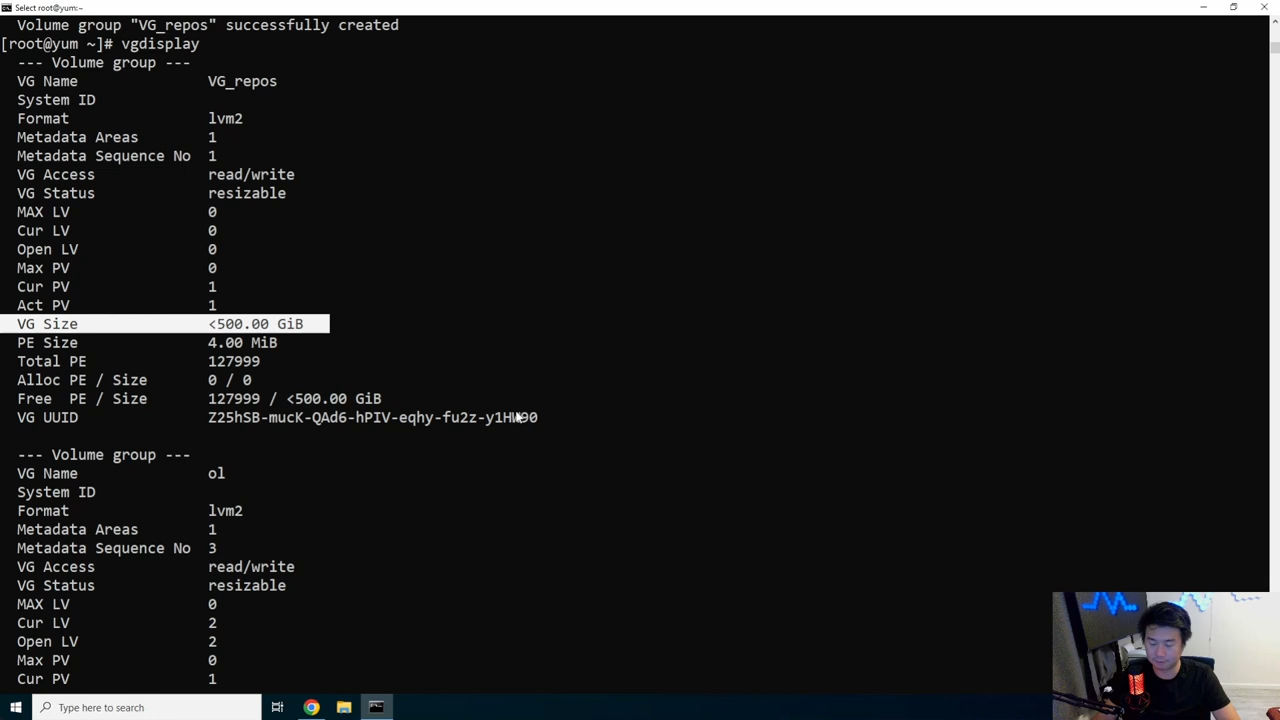 Select root@yum:~
Volume group "VG_repos" successfully created
[root@yum ~]# vgdisplay
--- Volume group ---
VG Name VG_repos
System ID
Format lvm2
Metadata Areas 1
Metadata Sequence No 1
VG Access read/write
VG Status resizable
MAX LV 0
Cur LV 0
Open LV 0
Max PV 0
Cur PV 1
Act PV 1
VG Size <500.00 GiB
PE Size 4.00 MiB
Total PE 127999
Alloc PE / Size 0 / 0
Free PE / Size 127999 / <500.00 GiB
VG UUID Z25hSB-mucK-QAd6-hPIV-eqhy-fu2z-y1HW90
--- Volume group ---
VG Name ol
System ID
Format lvm2
Metadata Areas 1
Metadata Sequence No 3
VG Access read/write
VG Status resizable
MAX LV 0
Cur LV 2
Open LV 2
Max PV 0
Cur PV 1
Type here to search